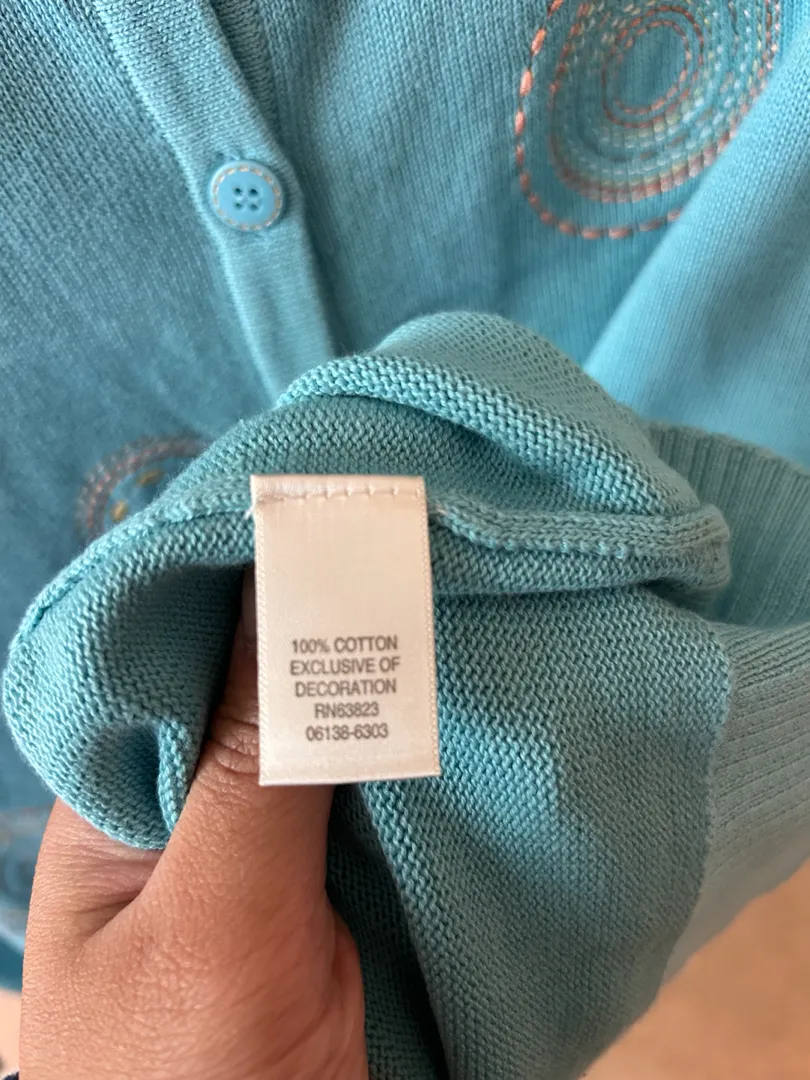 100% COTTON
EXCLUSIVE OF
DECORATION
RN63823
06138-6303